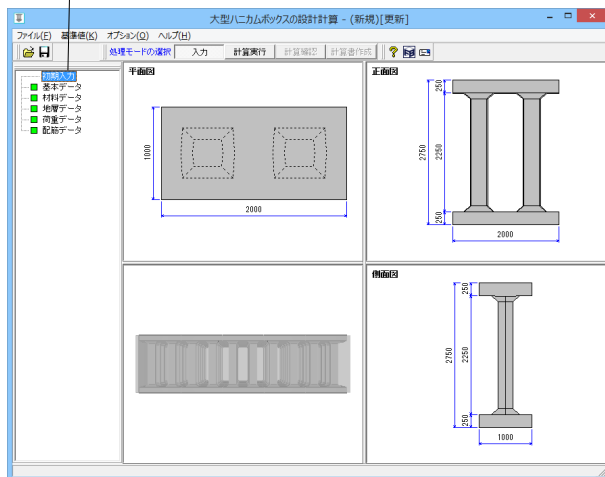 大型ハニカムボックスの設計計算 - (新規)[更新]
ファイル(F) 基準値(K) オプション(O) ヘルプ(H)
処理モードの選択 入力 計算実行 計算確認 計算書作成
初期入力
基本データ
材料データ
地層データ
荷重データ
配筋データ
平面図
1000
2000
正面図
250
2750
2250
250
2000
側面図
250
2750
2250
250
1000